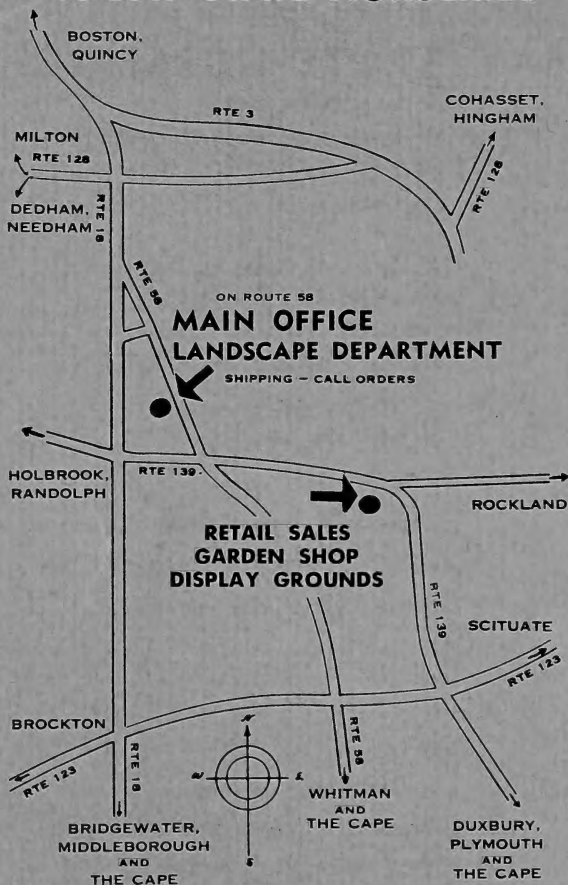 BOSTON,
QUINCY
RTE 3
COHASSET,
HINGHAM
MILTON
RTE 128
RTE 128
DEDHAM,
NEEDHAM
RTE 18
RTE 58
ON ROUTE 58
MAIN OFFICE
LANDSCAPE DEPARTMENT
SHIPPING – CALL ORDERS
HOLBROOK,
RANDOLPH
RTE 139
ROCKLAND
RETAIL SALES
GARDEN SHOP
DISPLAY GROUNDS
RTE 139
SCITUATE
RTE 123
BROCKTON
RTE 123
RTE 18
RTE 58
N
W
E
S
WHITMAN
AND
THE CAPE
BRIDGEWATER,
MIDDLEBOROUGH
AND
THE CAPE
DUXBURY,
PLYMOUTH
AND
THE CAPE